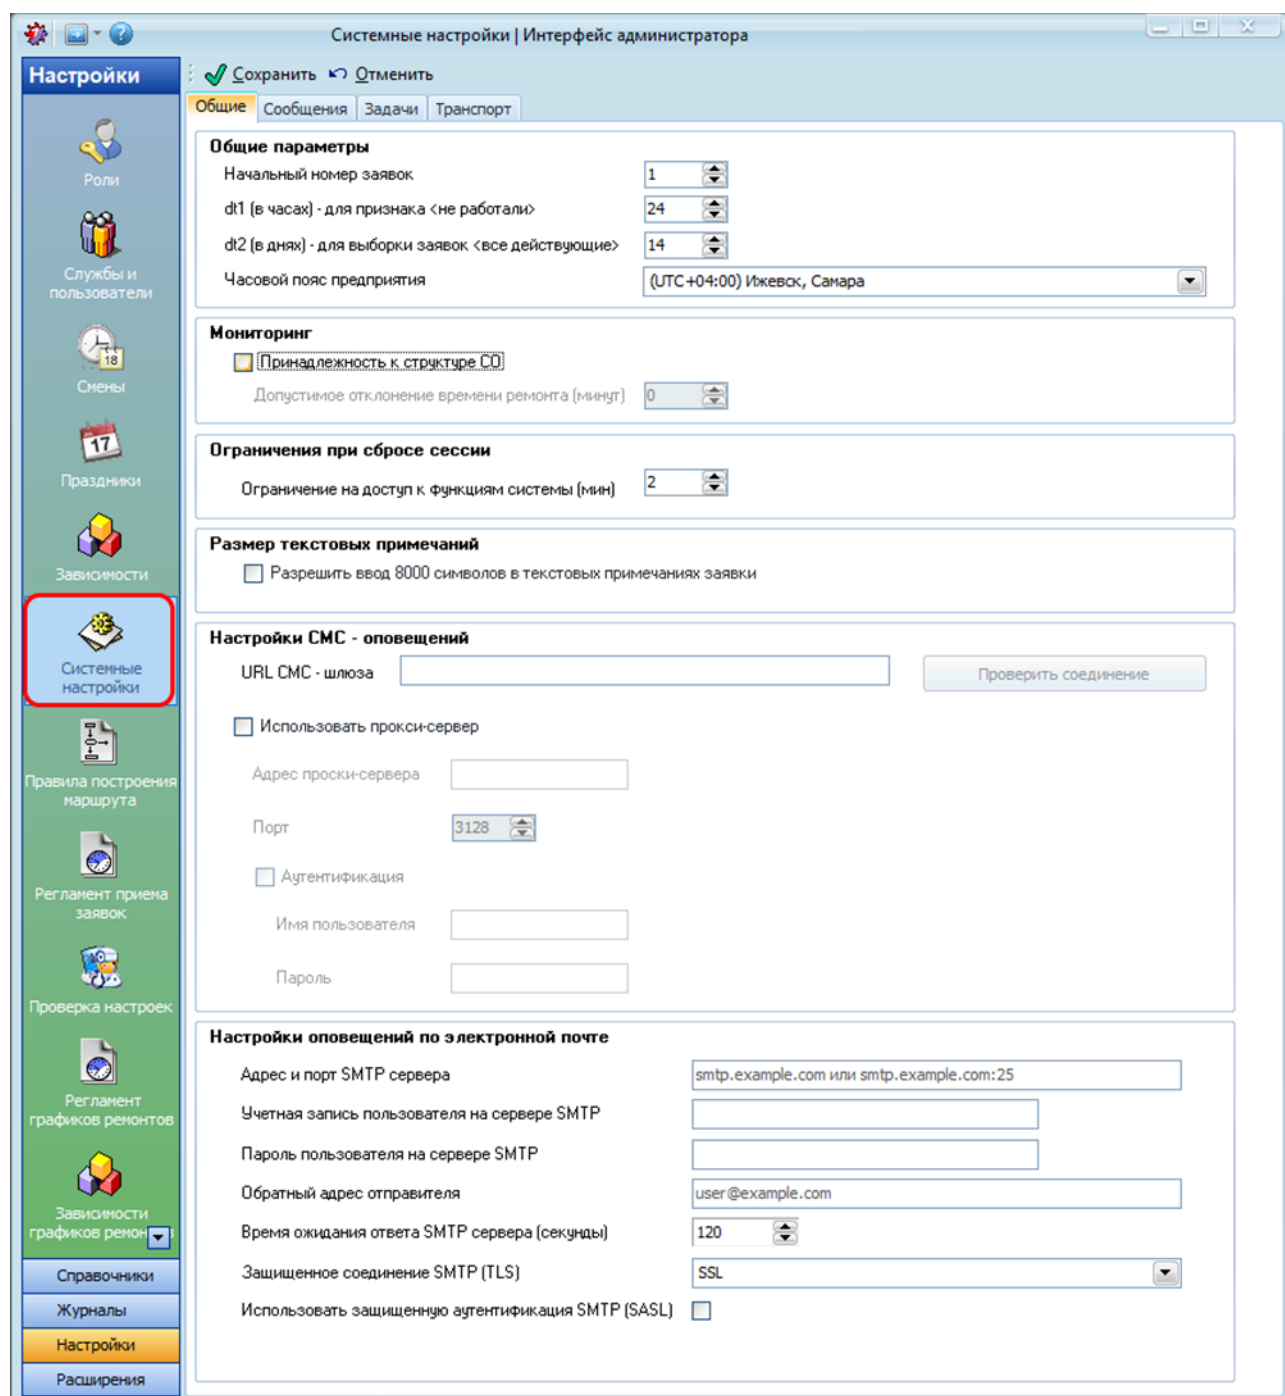 Системные настройки | Интерфейс администратора
Настройки
Сохранить Отменить
Общие Сообщения Задачи Транспорт
Роли
Службы и
пользователи
18
Смены
17
Праздники
Зависимости
Системные
настройки
Правила построения
маршрута
Регламент приема
заявок
Проверка настроек
Регламент
графиков ремонтов
Зависимости
графиков ремон в
Справочники
Журналы
Настройки
Расширения
Общие параметры
Начальный номер заявок 1
dt1 (в часах) - для признака <не работали> 24
dt2 (в днях) - для выборки заявок <все действующие> 14
Часовой пояс предприятия (UTC+04:00) Ижевск, Самара
Мониторинг
Принадлежность к структуре СО
Допустимое отклонение времени ремонта (минут) 0
Ограничения при сбросе сессии
Ограничение на доступ к функциям системы (мин) 2
Размер текстовых примечаний
Разрешить ввод 8000 символов в текстовых примечаниях заявки
Настройки СМС - оповещений
URL СМС - шлюза Проверить соединение
Использовать прокси-сервер
Адрес проски-сервера
Порт 3128
Аутентификация
Имя пользователя
Пароль
Настройки оповещений по электронной почте
Адрес и порт SMTP сервера smtp.example.com или smtp.example.com:25
Учетная запись пользователя на сервере SMTP
Пароль пользователя на сервере SMTP
Обратный адрес отправителя user@example.com
Время ожидания ответа SMTP сервера (секунды) 120
Защищенное соединение SMTP (TLS) SSL
Использовать защищенную аутентификация SMTP (SASL)